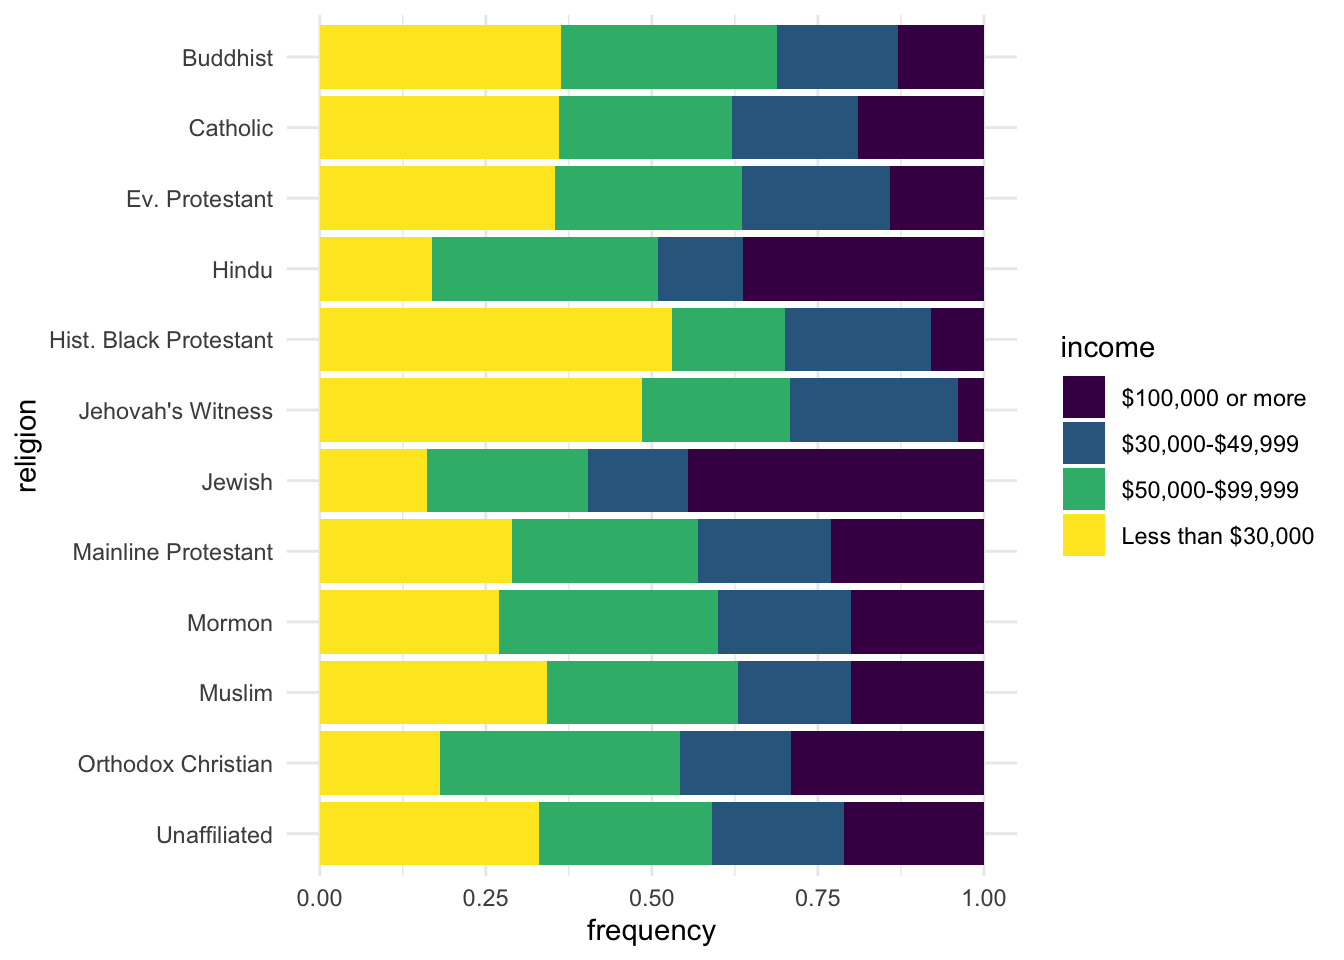 Buddhist
Catholic
Ev. Protestant
Hindu
Hist. Black Protestant
Jehovah's Witness
Jewish
Mainline Protestant
Mormon
Muslim
Orthodox Christian
Unaffiliated
religion
0.00 0.25 0.50 0.75 1.00
frequency
income
$100,000 or more
$30,000-$49,999
$50,000-$99,999
Less than $30,000